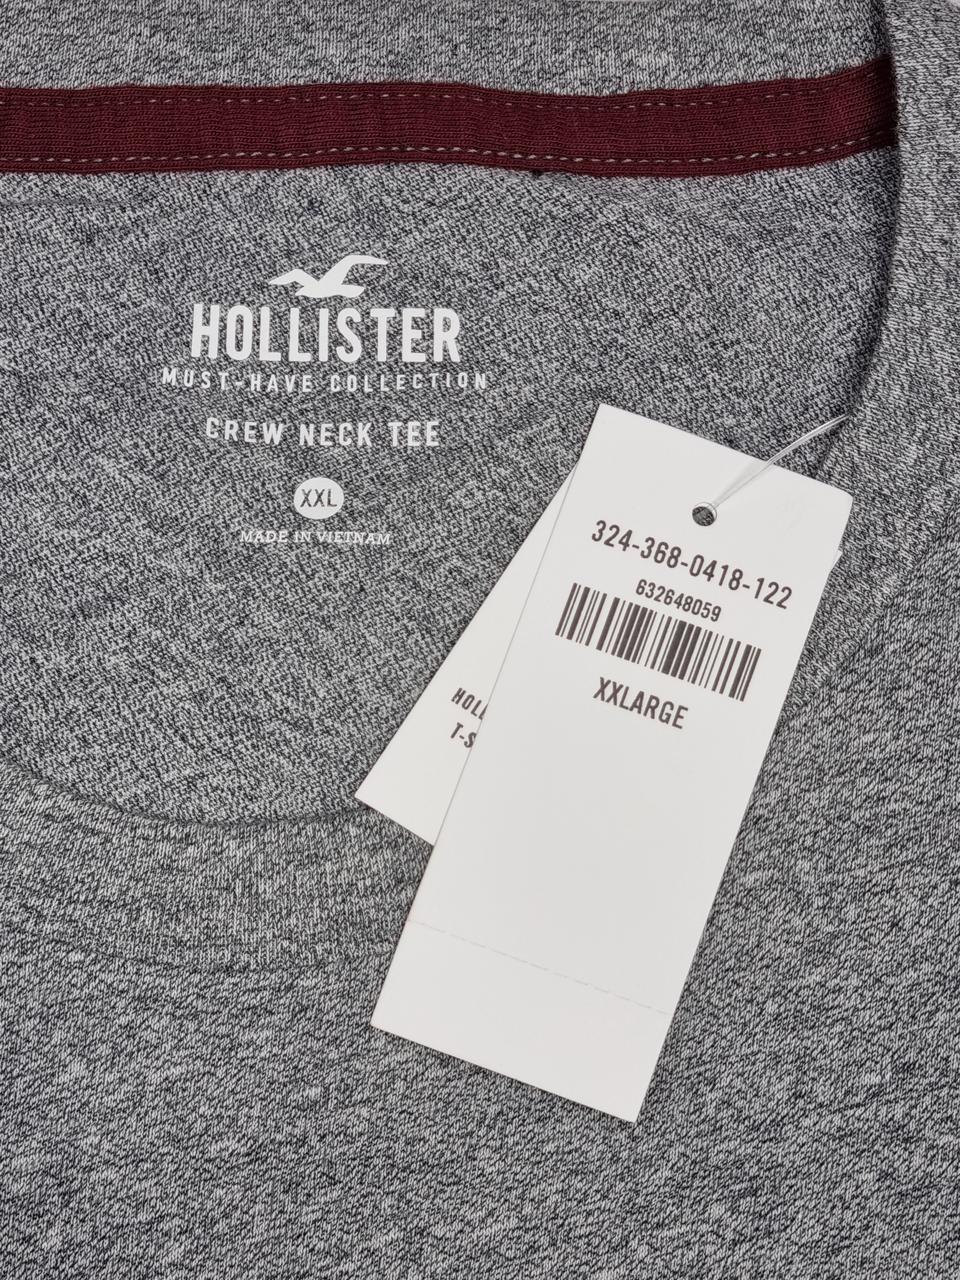 HOLLISTER
MUST-HAVE COLLECTION
CREW NECK TEE
XXL
MADE IN VIETNAM
324-368-0418-122
632648059
XXLARGE